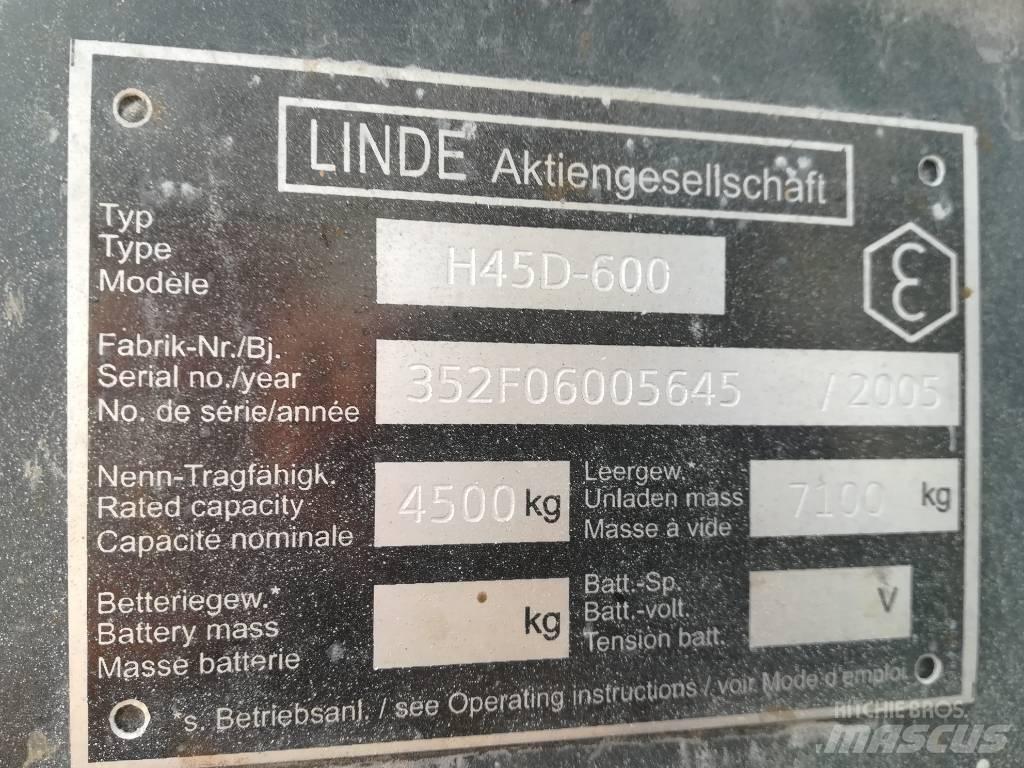 LINDE Aktiengesellschaft
Typ
Type
Modèle
H45D-600
Fabrik-Nr./Bj.
Serial no./year
No. de série/année
352F06005645 / 2005
Nenn-Tragfähigk.
Rated capacity
Capacité nominale
4500 kg
Leergew.*
Unladen mass
Masse à vide
7100 kg
Betteriegew.*
Battery mass
Masse batterie
kg
Batt.-Sp.
Batt.-volt.
Tension batt.
V
*s. Betriebsanl. / see Operating instructions / voir Mode d'emploi
RITCHIE BROS.
MASCUS